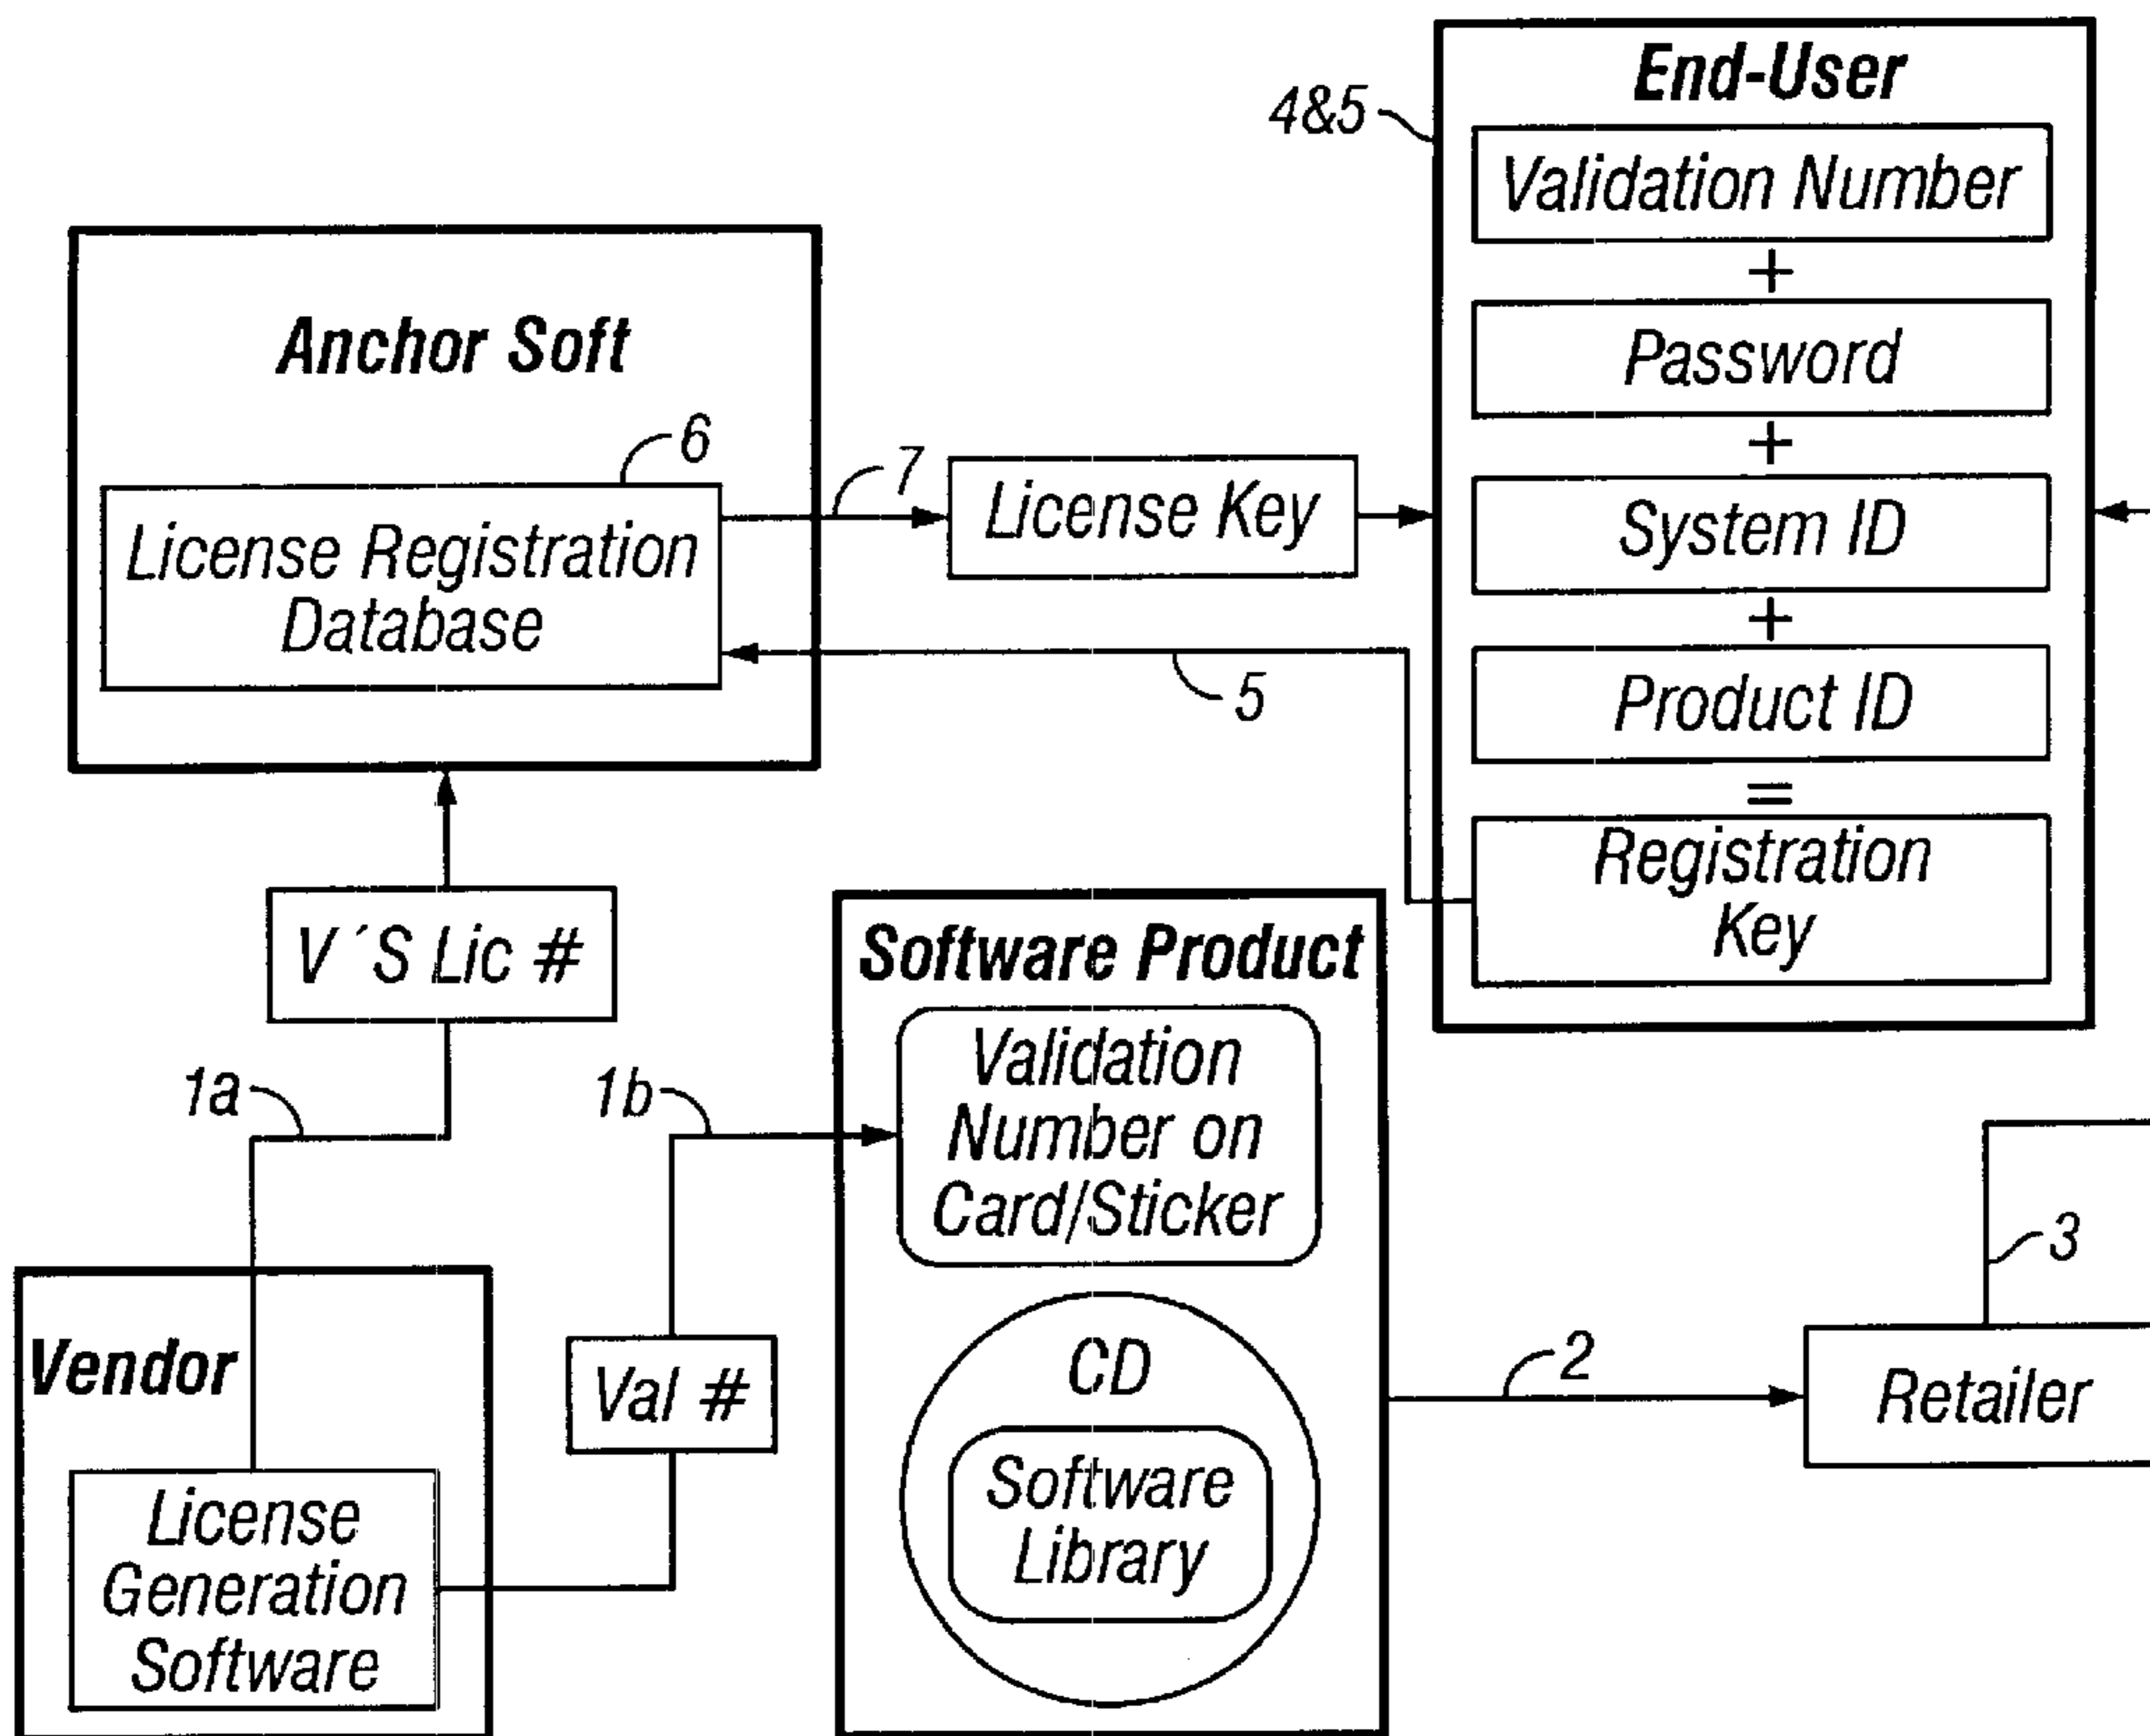 End-User
4&5
Validation Number
+
Password
+
System ID
+
Product ID
=
Registration
Key
Anchor Soft
6
License Registration
Database
7
License Key
5
V´S Lic #
1a
1b
Software Product
Validation
Number on
Card/Sticker
CD
Software
Library
Vendor
License
Generation
Software
Val #
2
3
Retailer